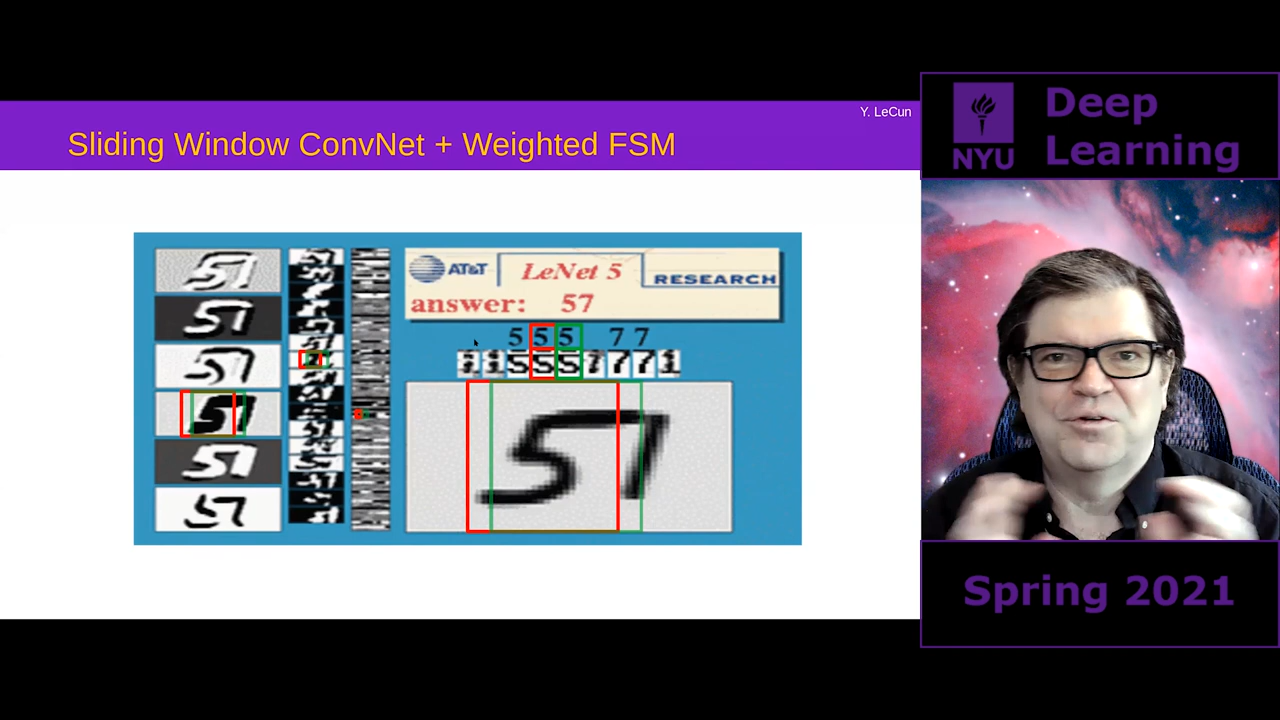 Y. LeCun
Sliding Window ConvNet + Weighted FSM
AT&T
LeNet 5
RESEARCH
answer: 57
5 5 5 7 7
57
NYU
Deep
Learning
Spring 2021